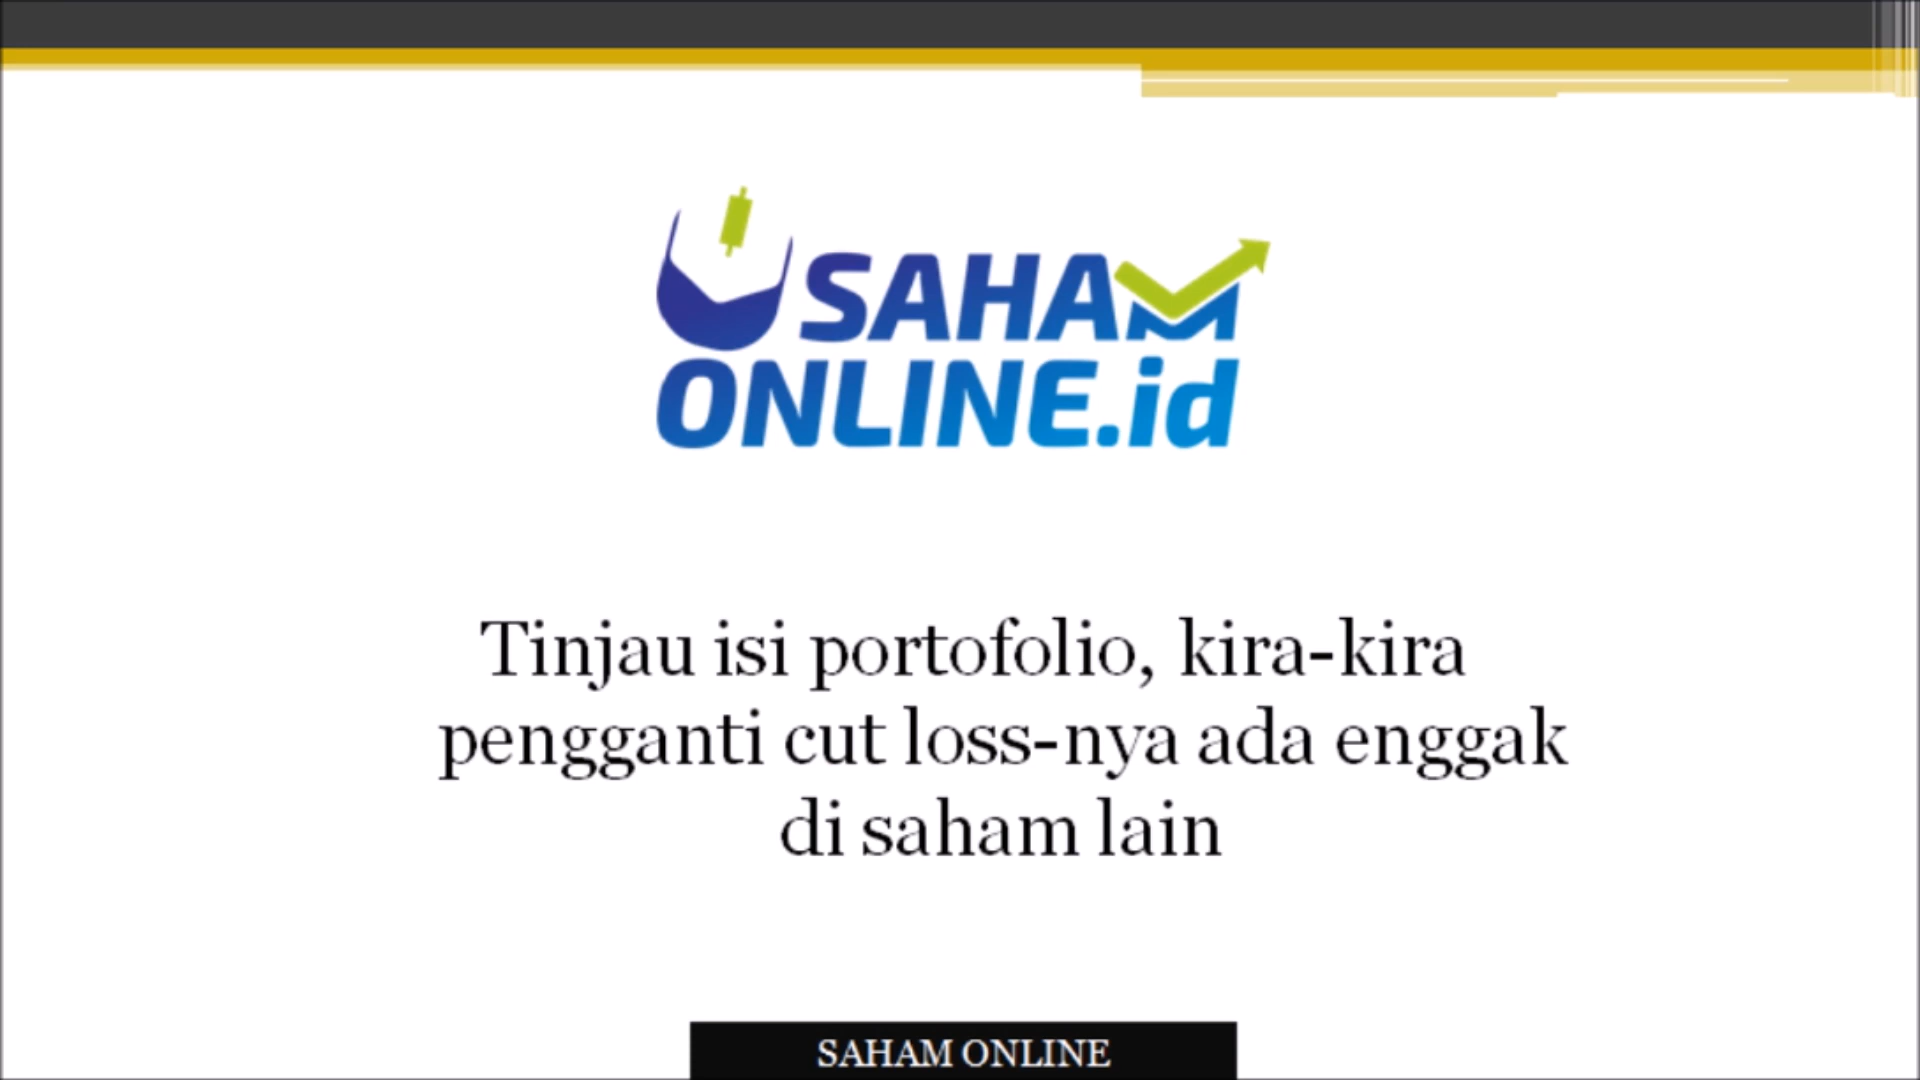 SAHAM
ONLINE.id
Tinjau isi portofolio, kira-kira
pengganti cut loss-nya ada enggak
di saham lain
SAHAM ONLINE